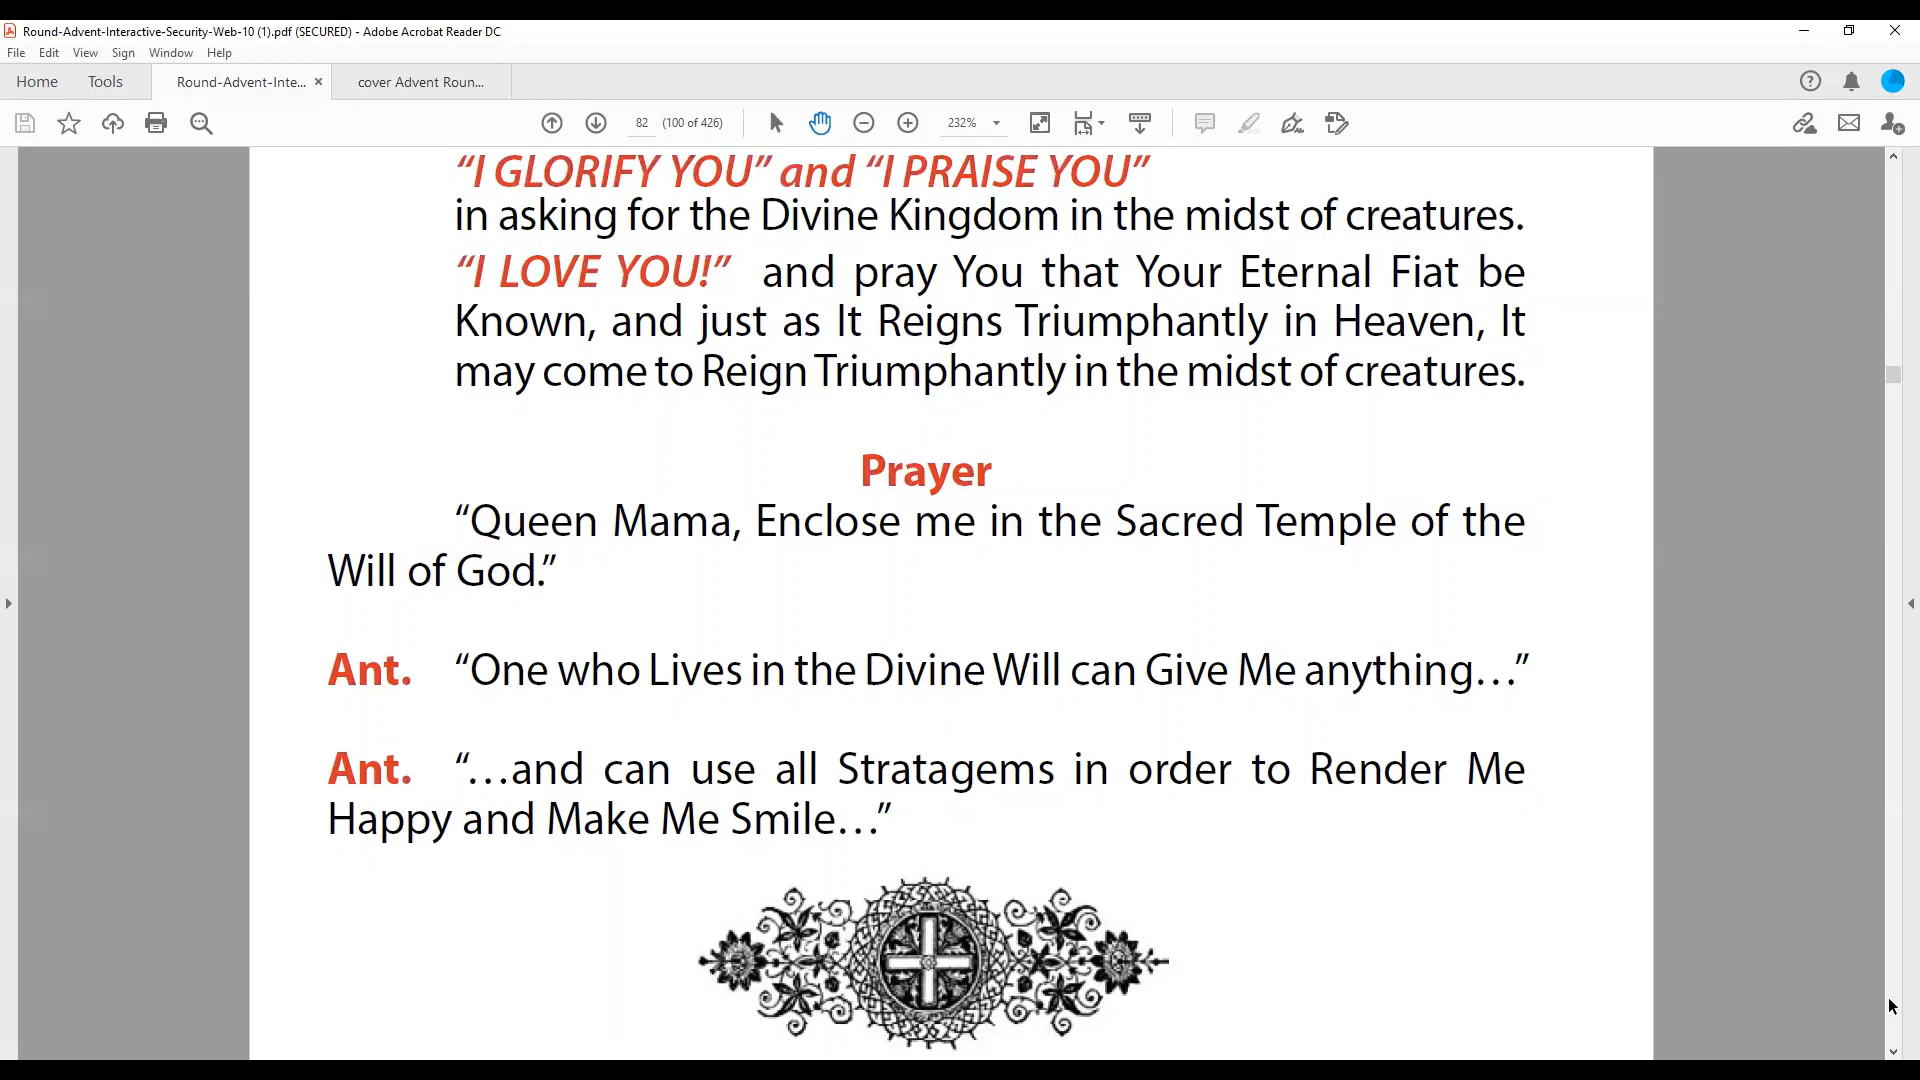 Round-Advent-Interactive-Security-Web-10 (1).pdf (SECURED) - Adobe Acrobat Reader DC
File Edit View Sign Window Help
Home Tools Round-Advent-Inte... cover Advent Roun...
82 (100 of 426) 232%
“I GLORIFY YOU” and “I PRAISE YOU”
in asking for the Divine Kingdom in the midst of creatures.
“I LOVE YOU!” and pray You that Your Eternal Fiat be
Known, and just as It Reigns Triumphantly in Heaven, It
may come to Reign Triumphantly in the midst of creatures.
Prayer
“Queen Mama, Enclose me in the Sacred Temple of the
Will of God.”
Ant. “One who Lives in the Divine Will can Give Me anything…”
Ant. “…and can use all Stratagems in order to Render Me
Happy and Make Me Smile…”